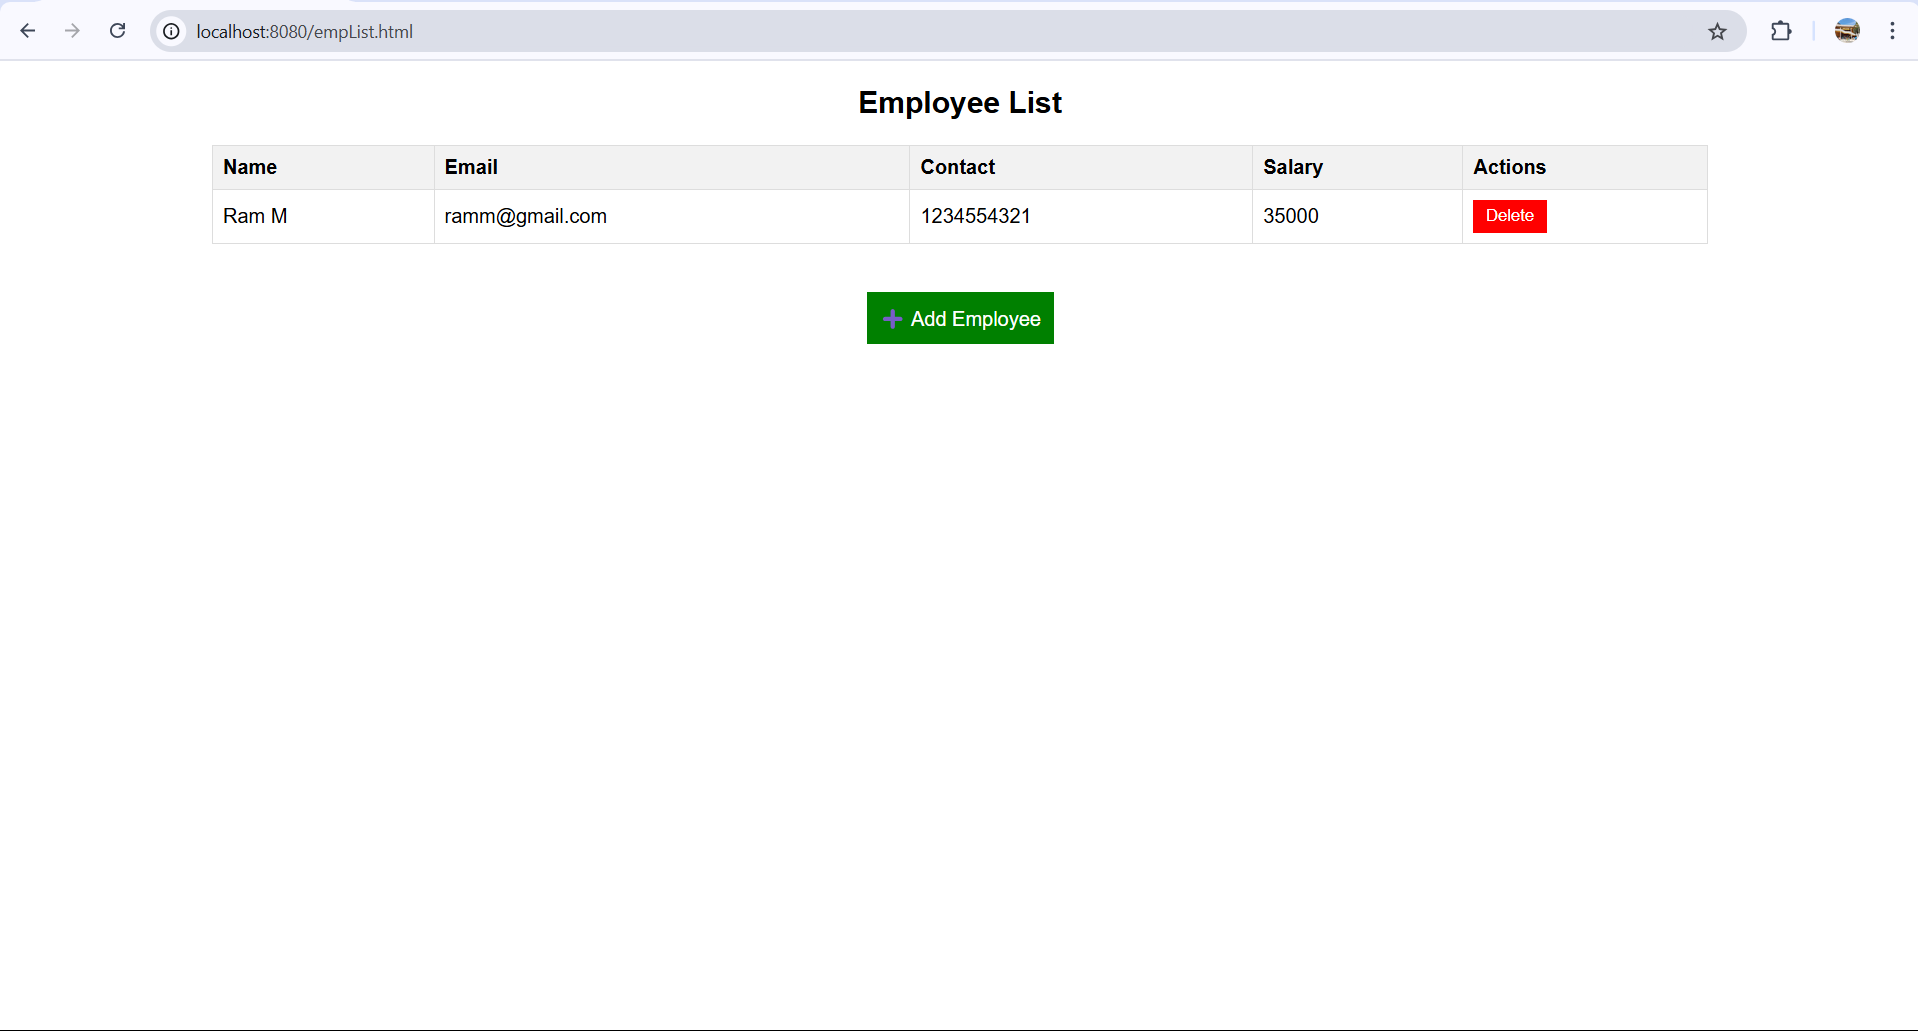 localhost:8080/empList.html
Employee List
Name Email Contact Salary Actions
Ram M ramm@gmail.com 1234554321 35000 Delete
➕ Add Employee